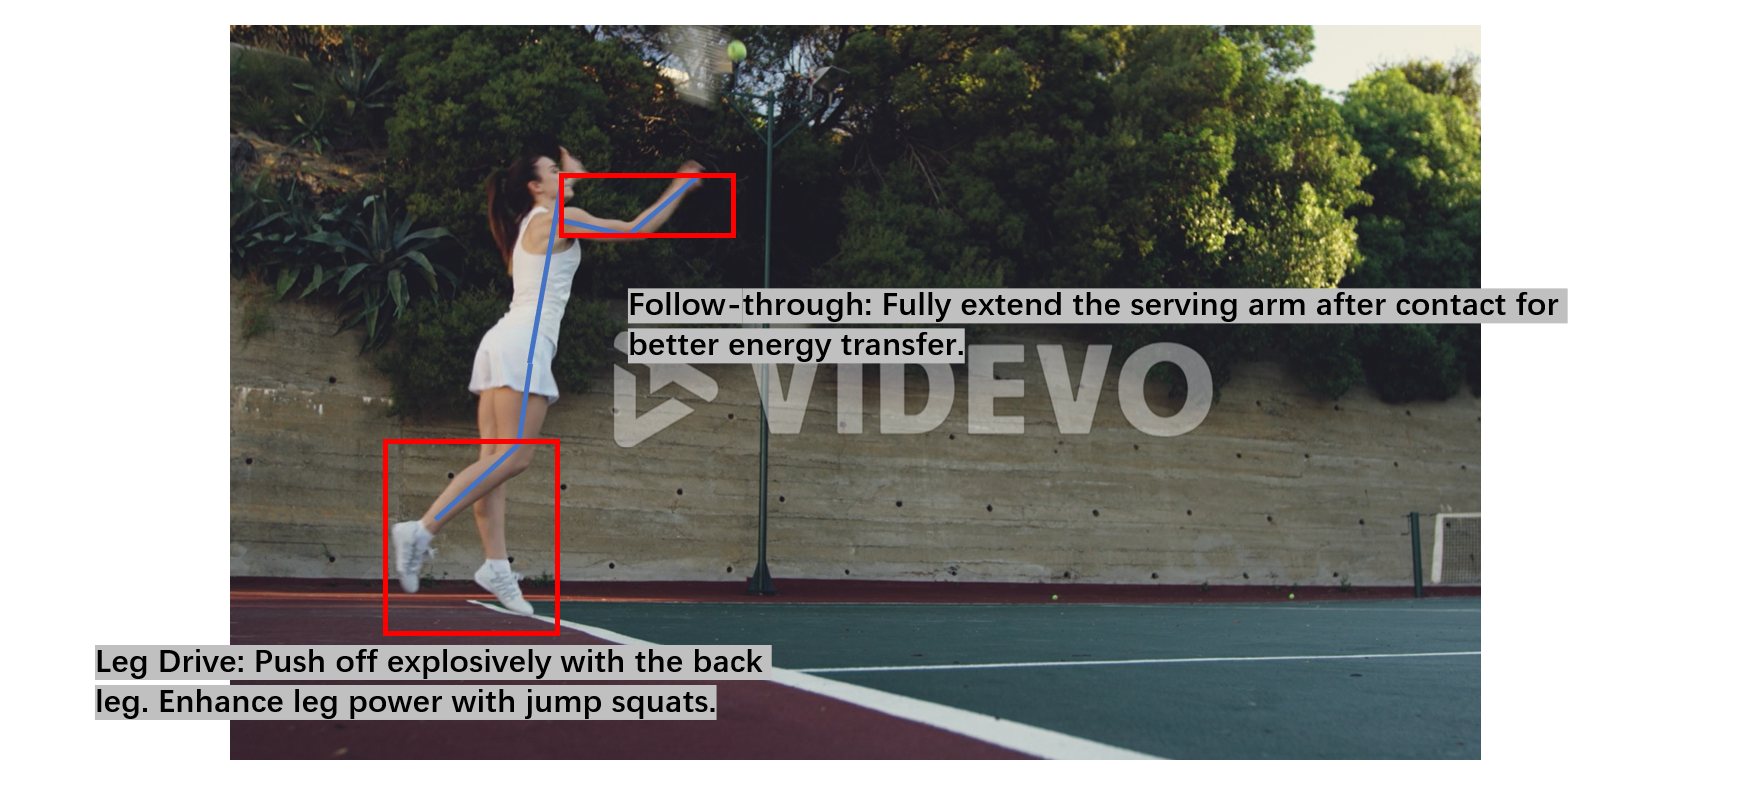 Follow-through: Fully extend the serving arm after contact for
better energy transfer.
VIDEVO
Leg Drive: Push off explosively with the back
leg. Enhance leg power with jump squats.